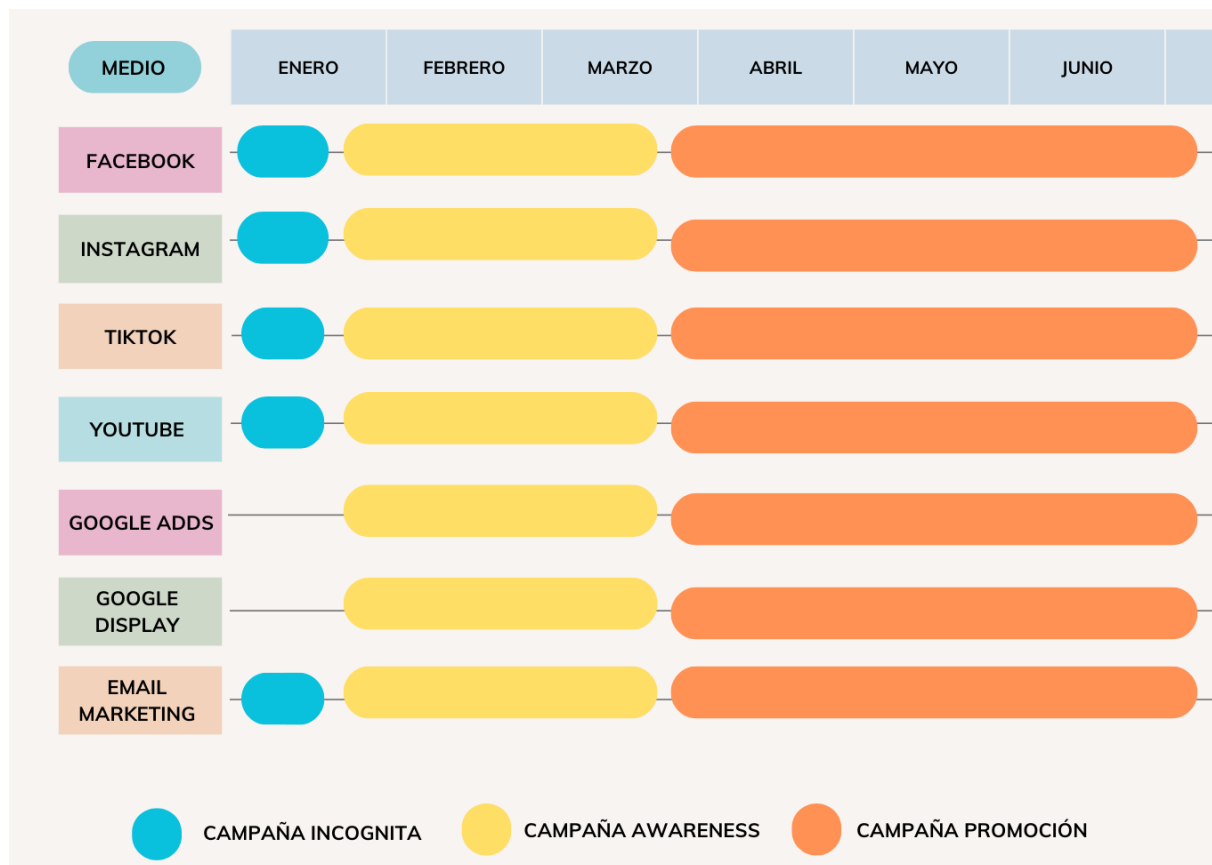 MEDIO
ENERO
FEBRERO
MARZO
ABRIL
MAYO
JUNIO
FACEBOOK
INSTAGRAM
TIKTOK
YOUTUBE
GOOGLE ADDS
GOOGLE
DISPLAY
EMAIL
MARKETING
CAMPAÑA INCOGNITA
CAMPAÑA AWARENESS
CAMPAÑA PROMOCIÓN